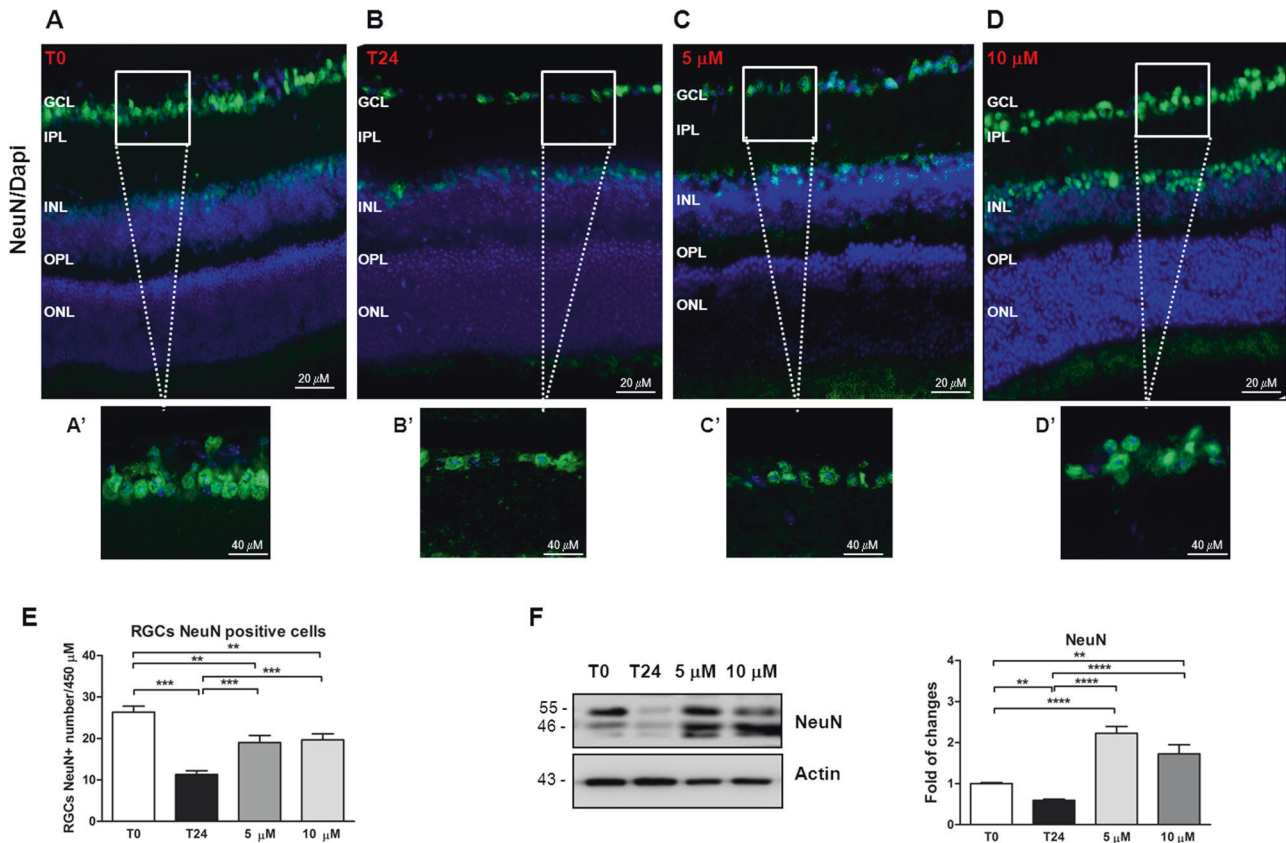 A
B
C
D
NeuN/Dapi
T0
GCL
IPL
INL
OPL
ONL
20 μM
T24
GCL
IPL
INL
OPL
ONL
20 μM
5 μM
GCL
IPL
INL
OPL
ONL
20 μM
10 μM
GCL
IPL
INL
OPL
ONL
20 μM
A'
40 μM
B'
40 μM
C'
40 μM
D'
40 μM
E
RGCs NeuN positive cells
RGCs NeuN+ number/450 μM
40
30
20
10
0
**
**
***
***
***
T0 T24 5 μM 10 μM
F
T0 T24 5 μM 10 μM
55 -
46 -
NeuN
43 -
Actin
NeuN
Fold of changes
4
3
2
1
0
**
****
**
****
****
T0 T24 5 μM 10 μM